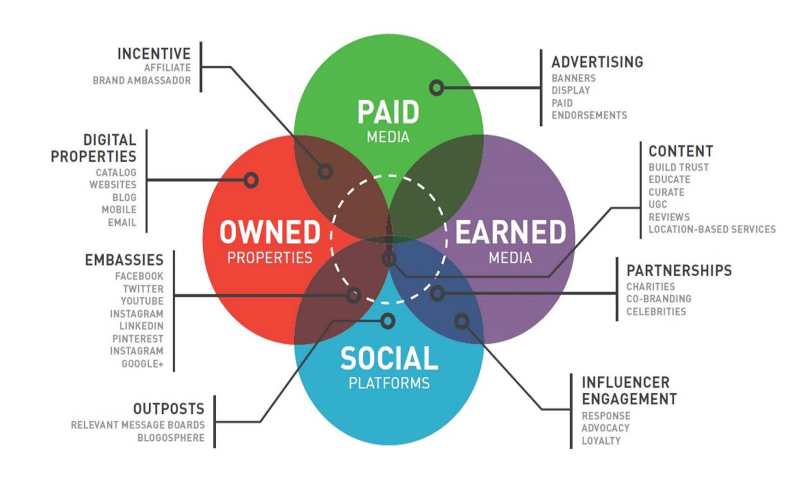 INCENTIVE
AFFILIATE
BRAND AMBASSADOR
DIGITAL
PROPERTIES
CATALOG
WEBSITES
BLOG
MOBILE
EMAIL
EMBASSIES
FACEBOOK
TWITTER
YOUTUBE
INSTAGRAM
LINKEDIN
PINTEREST
INSTAGRAM
GOOGLE+
OUTPOSTS
RELEVANT MESSAGE BOARDS
BLOGOSPHERE
PAID
MEDIA
OWNED
PROPERTIES
EARNED
MEDIA
SOCIAL
PLATFORMS
ADVERTISING
BANNERS
DISPLAY
PAID
ENDORSEMENTS
CONTENT
BUILD TRUST
EDUCATE
CURATE
UGC
REVIEWS
LOCATION-BASED SERVICES
PARTNERSHIPS
CHARITIES
CO-BRANDING
CELEBRITIES
INFLUENCER
ENGAGEMENT
RESPONSE
ADVOCACY
LOYALTY